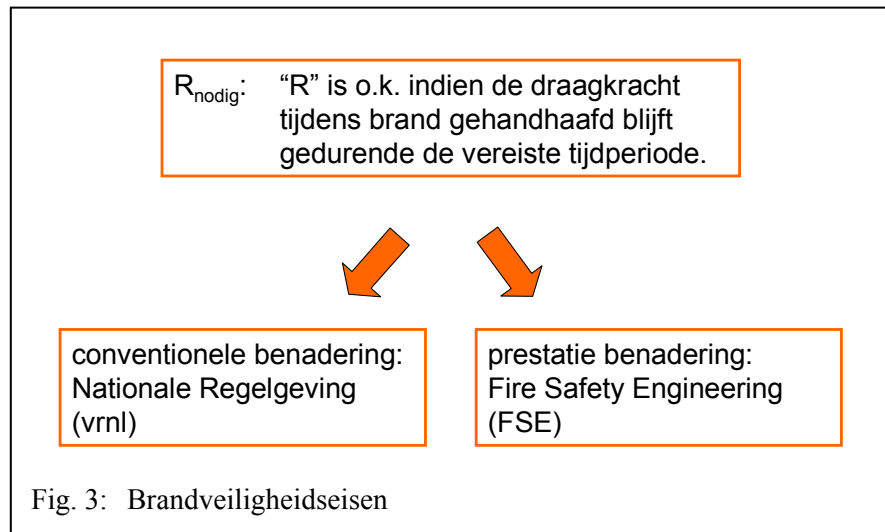 R_nodig: "R" is o.k. indien de draagkracht
tijdens brand gehandhaafd blijft
gedurende de vereiste tijdperiode.
conventionele benadering:
Nationale Regelgeving
(vrnl)
prestatie benadering:
Fire Safety Engineering
(FSE)
Fig. 3: Brandveiligheidseisen